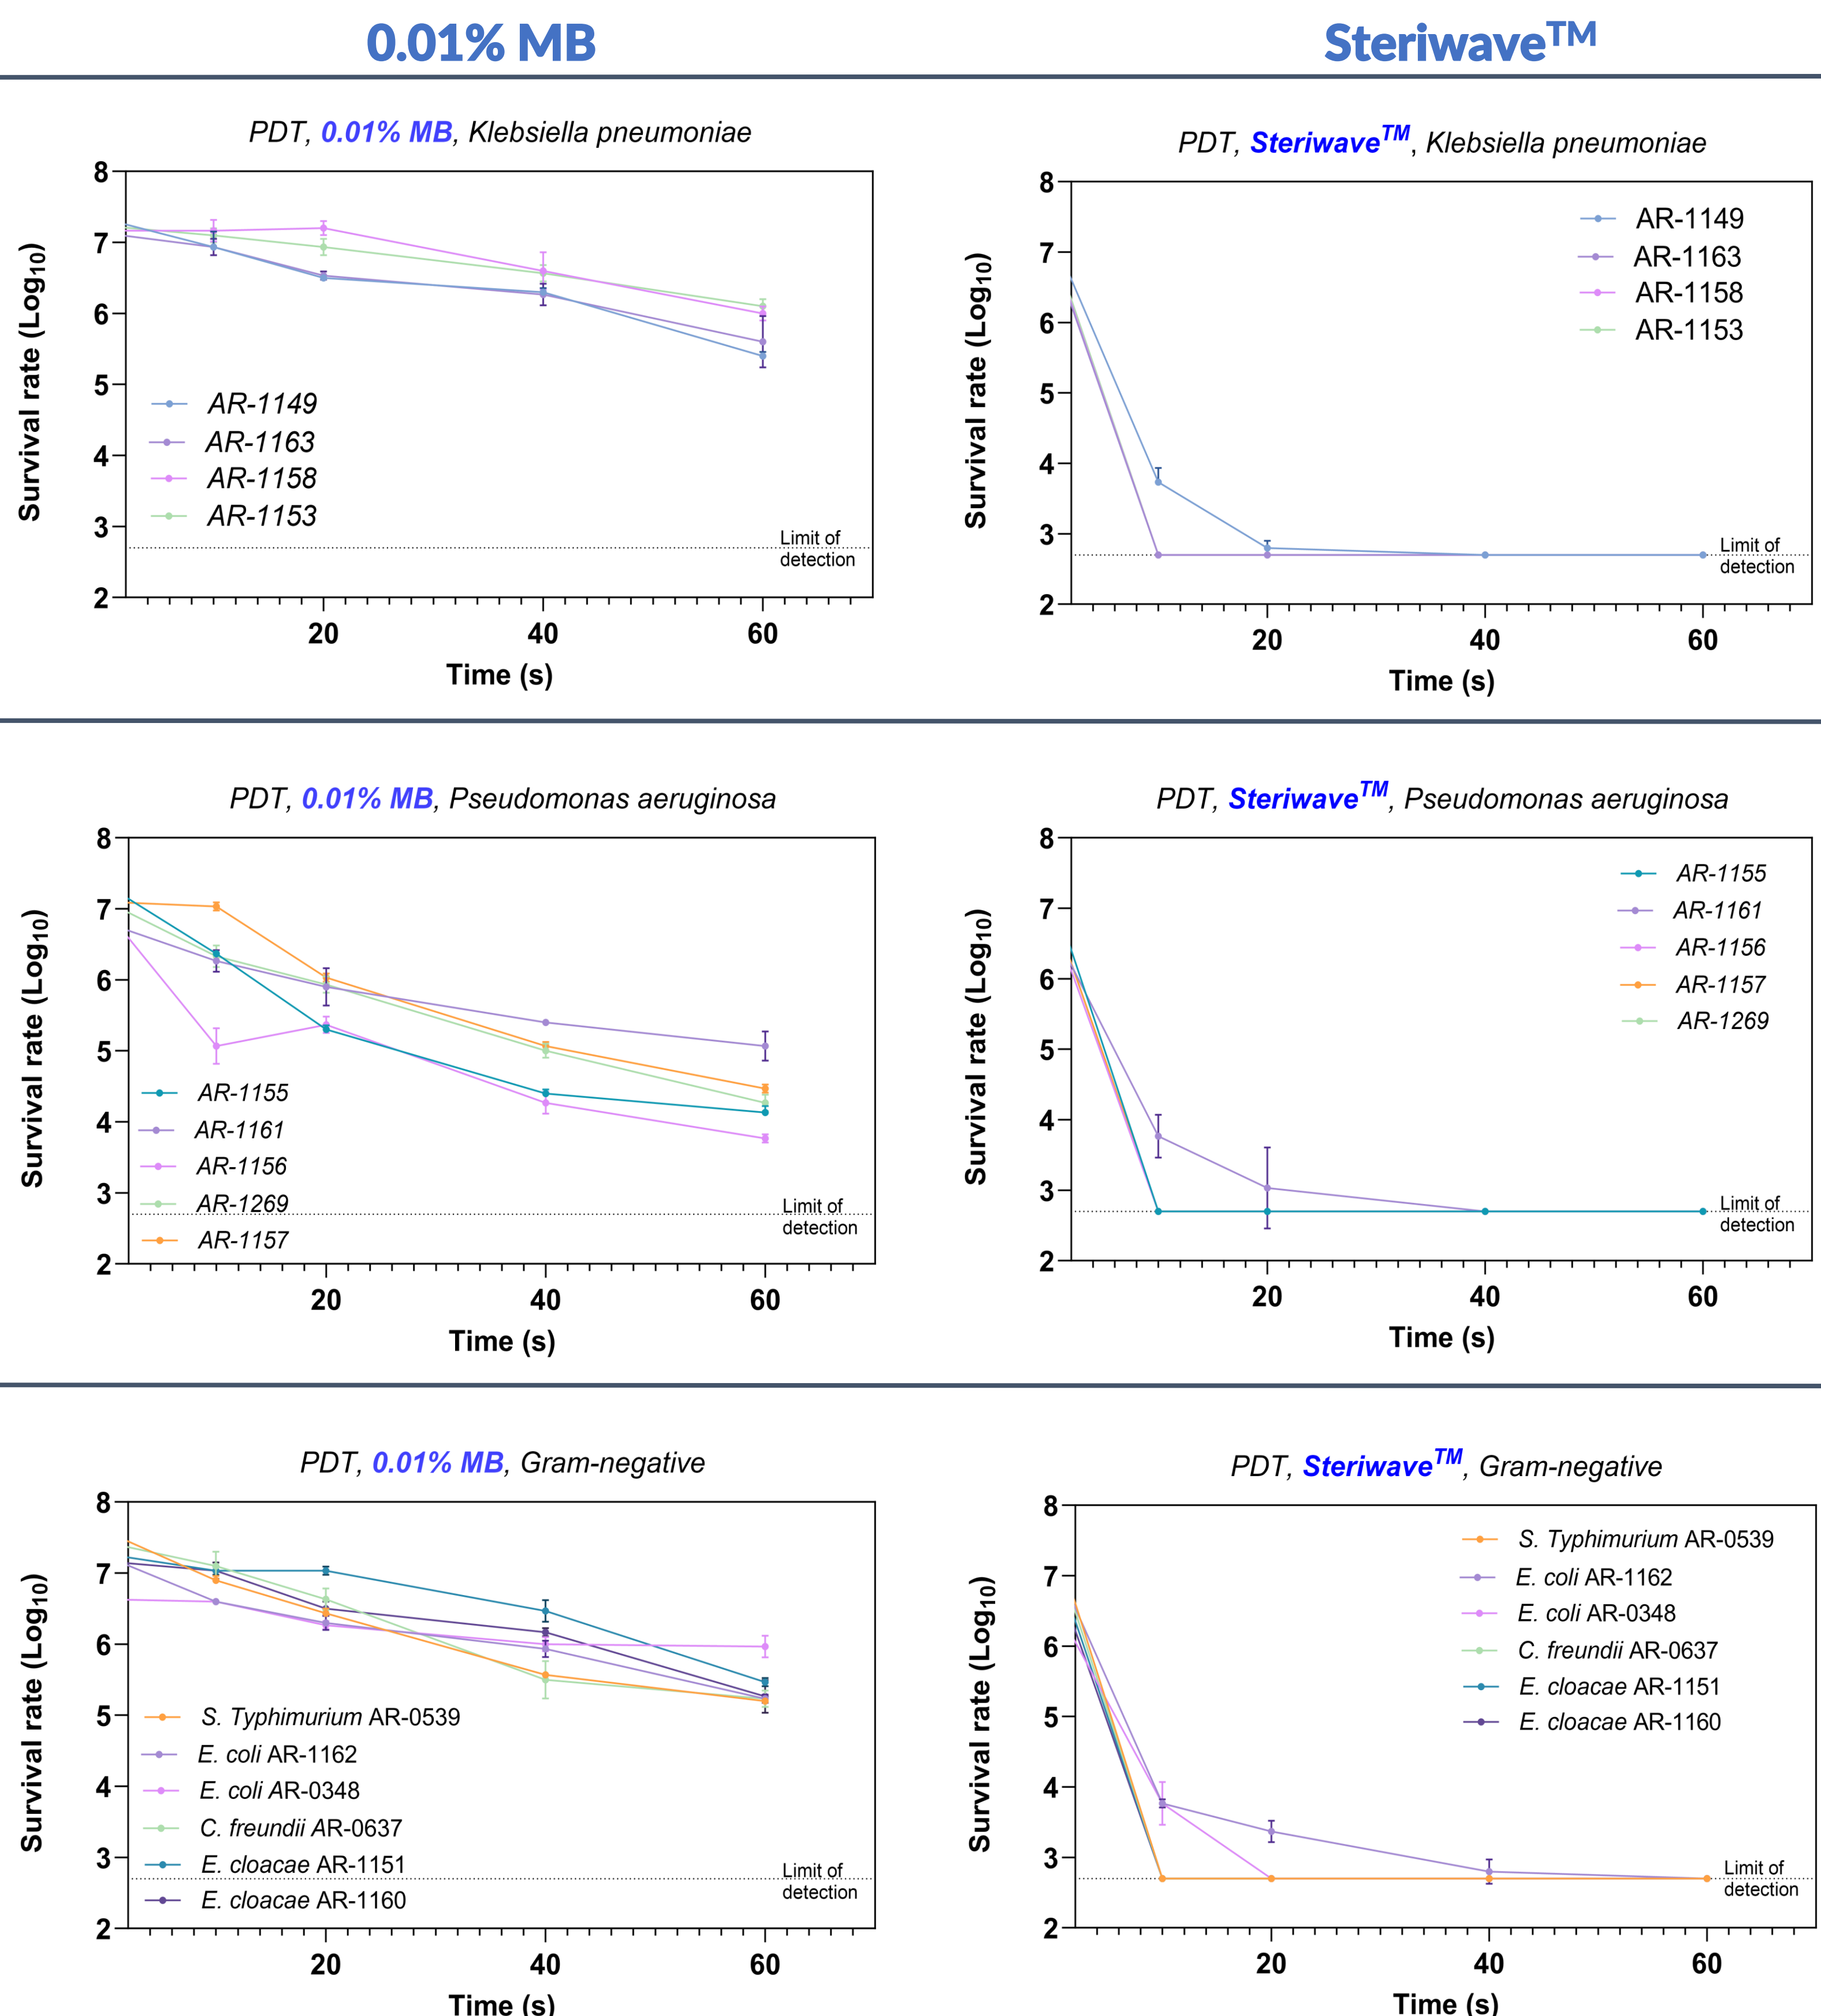 0.01% MB
Steriwave™
PDT, 0.01% MB, Klebsiella pneumoniae
8
7
6
5
4
3
2
Survival rate (Log10)
AR-1149
AR-1163
AR-1158
AR-1153
Limit of
detection
20 40 60
Time (s)
PDT, Steriwave™, Klebsiella pneumoniae
8
7
6
5
4
3
2
Survival rate (Log10)
AR-1149
AR-1163
AR-1158
AR-1153
Limit of
detection
20 40 60
Time (s)
PDT, 0.01% MB, Pseudomonas aeruginosa
8
7
6
5
4
3
2
Survival rate (Log10)
AR-1155
AR-1161
AR-1156
AR-1269
AR-1157
Limit of
detection
20 40 60
Time (s)
PDT, Steriwave™, Pseudomonas aeruginosa
8
7
6
5
4
3
2
Survival rate (Log10)
AR-1155
AR-1161
AR-1156
AR-1157
AR-1269
Limit of
detection
20 40 60
Time (s)
PDT, 0.01% MB, Gram-negative
8
7
6
5
4
3
2
Survival rate (Log10)
S. Typhimurium AR-0539
E. coli AR-1162
E. coli AR-0348
C. freundii AR-0637
E. cloacae AR-1151
E. cloacae AR-1160
Limit of
detection
20 40 60
Time (s)
PDT, Steriwave™, Gram-negative
8
7
6
5
4
3
2
Survival rate (Log10)
S. Typhimurium AR-0539
E. coli AR-1162
E. coli AR-0348
C. freundii AR-0637
E. cloacae AR-1151
E. cloacae AR-1160
Limit of
detection
20 40 60
Time (s)